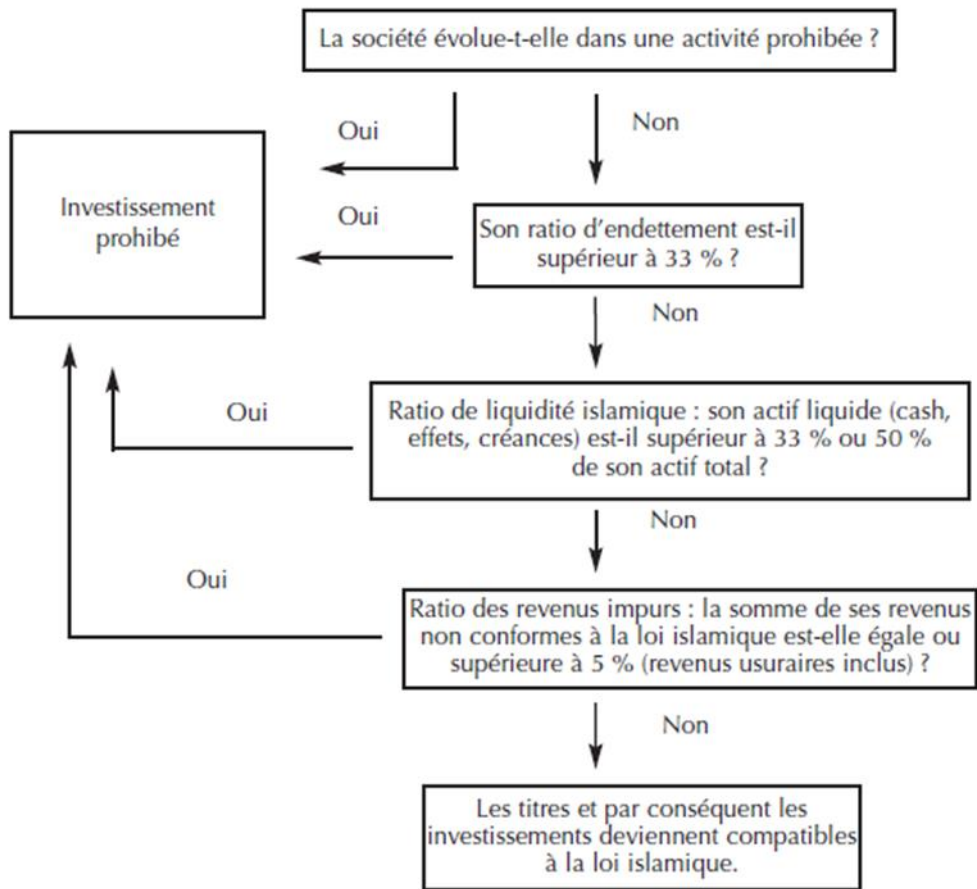 La société évolue-t-elle dans une activité prohibée ?
Oui
Non
Investissement
prohibé
Oui
Son ratio d'endettement est-il
supérieur à 33 % ?
Non
Oui
Ratio de liquidité islamique : son actif liquide (cash,
effets, créances) est-il supérieur à 33 % ou 50 %
de son actif total ?
Non
Oui
Ratio des revenus impurs : la somme de ses revenus
non conformes à la loi islamique est-elle égale ou
supérieure à 5 % (revenus usuraires inclus) ?
Non
Les titres et par conséquent les
investissements deviennent compatibles
à la loi islamique.